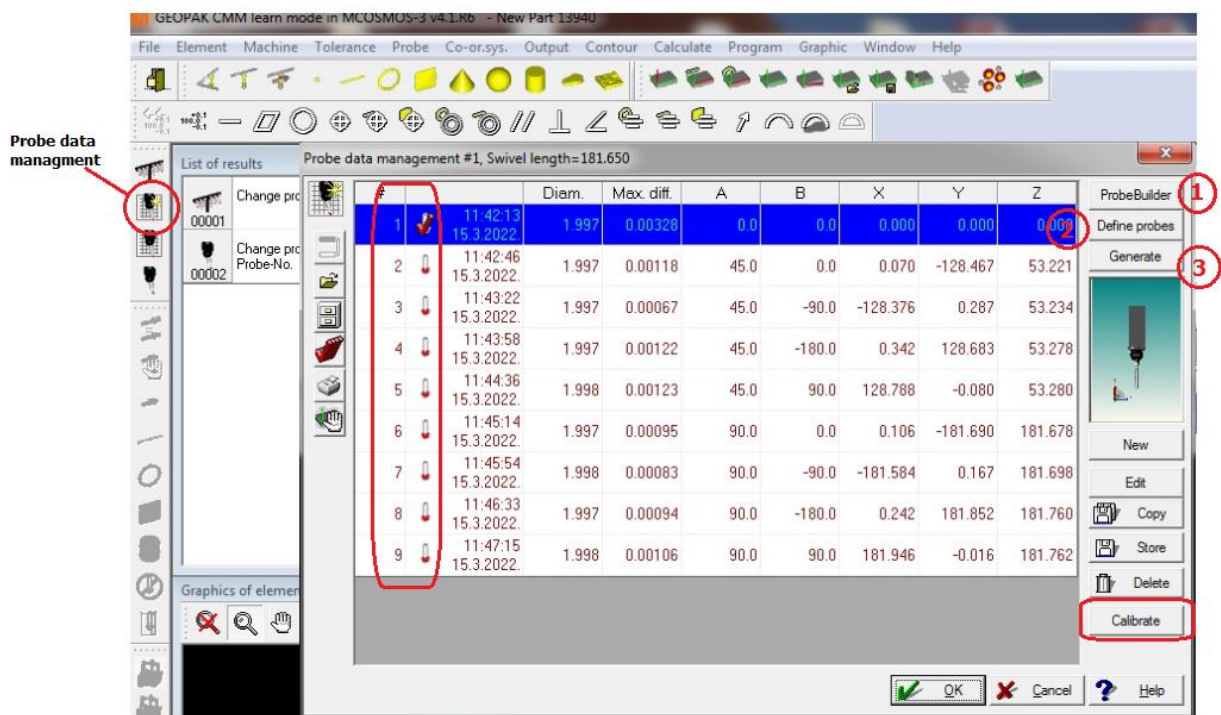 GEOPAK CMM learn mode in MCOSMOS-3 v4.1.R6 - New Part 13940
File Element Machine Tolerance Probe Co-or.sys. Output Contour Calculate Program Graphic Window Help
Probe data
managment
List of results
Change pro
00001
Change pro
Probe-No.
00002
Graphics of elemen
Probe data management #1, Swivel length=181.650
# Diam. Max. diff. A B X Y Z
1 11:42:13 15.3.2022. 1.997 0.00328 0.0 0.0 0.000 0.000 0.000
2 11:42:46 15.3.2022. 1.997 0.00118 45.0 0.0 0.070 -128.467 53.221
3 11:43:22 15.3.2022. 1.997 0.00067 45.0 -90.0 -128.376 0.287 53.234
4 11:43:58 15.3.2022. 1.997 0.00122 45.0 -180.0 0.342 128.683 53.278
5 11:44:36 15.3.2022. 1.998 0.00123 45.0 90.0 128.788 -0.080 53.280
6 11:45:14 15.3.2022. 1.997 0.00095 90.0 0.0 0.106 -181.690 181.678
7 11:45:54 15.3.2022. 1.998 0.00083 90.0 -90.0 -181.584 0.167 181.698
8 11:46:33 15.3.2022. 1.997 0.00094 90.0 -180.0 0.242 181.852 181.760
9 11:47:15 15.3.2022. 1.998 0.00106 90.0 90.0 181.946 -0.016 181.762
ProbeBuilder 1
2 Define probes
Generate 3
New
Edit
Copy
Store
Delete
Calibrate
OK Cancel Help